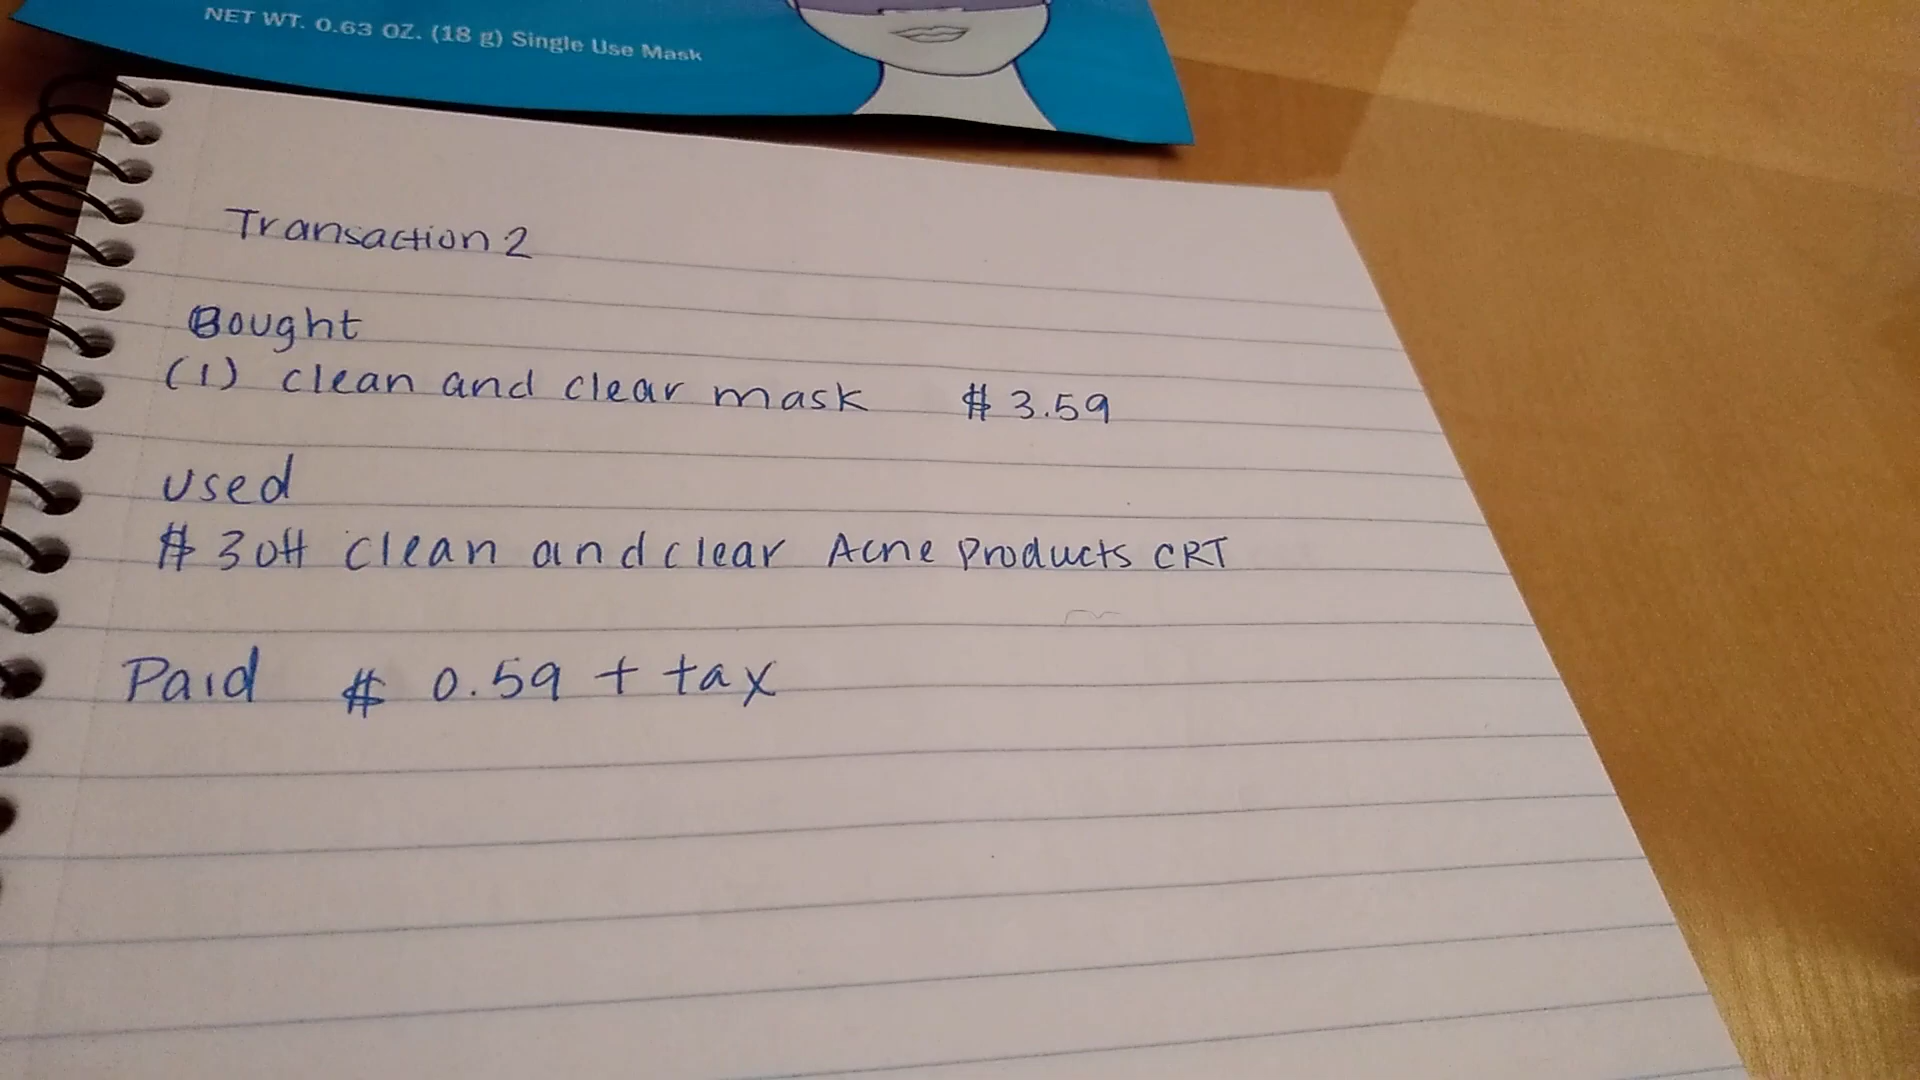 NET WT. 0.63 OZ. (18 g) Single Use Mask
Transaction 2
Bought
(1) clean and clear mask $ 3.59
used
$ 3 off clean and clear Acne Products CRT
Paid $ 0.59 + tax